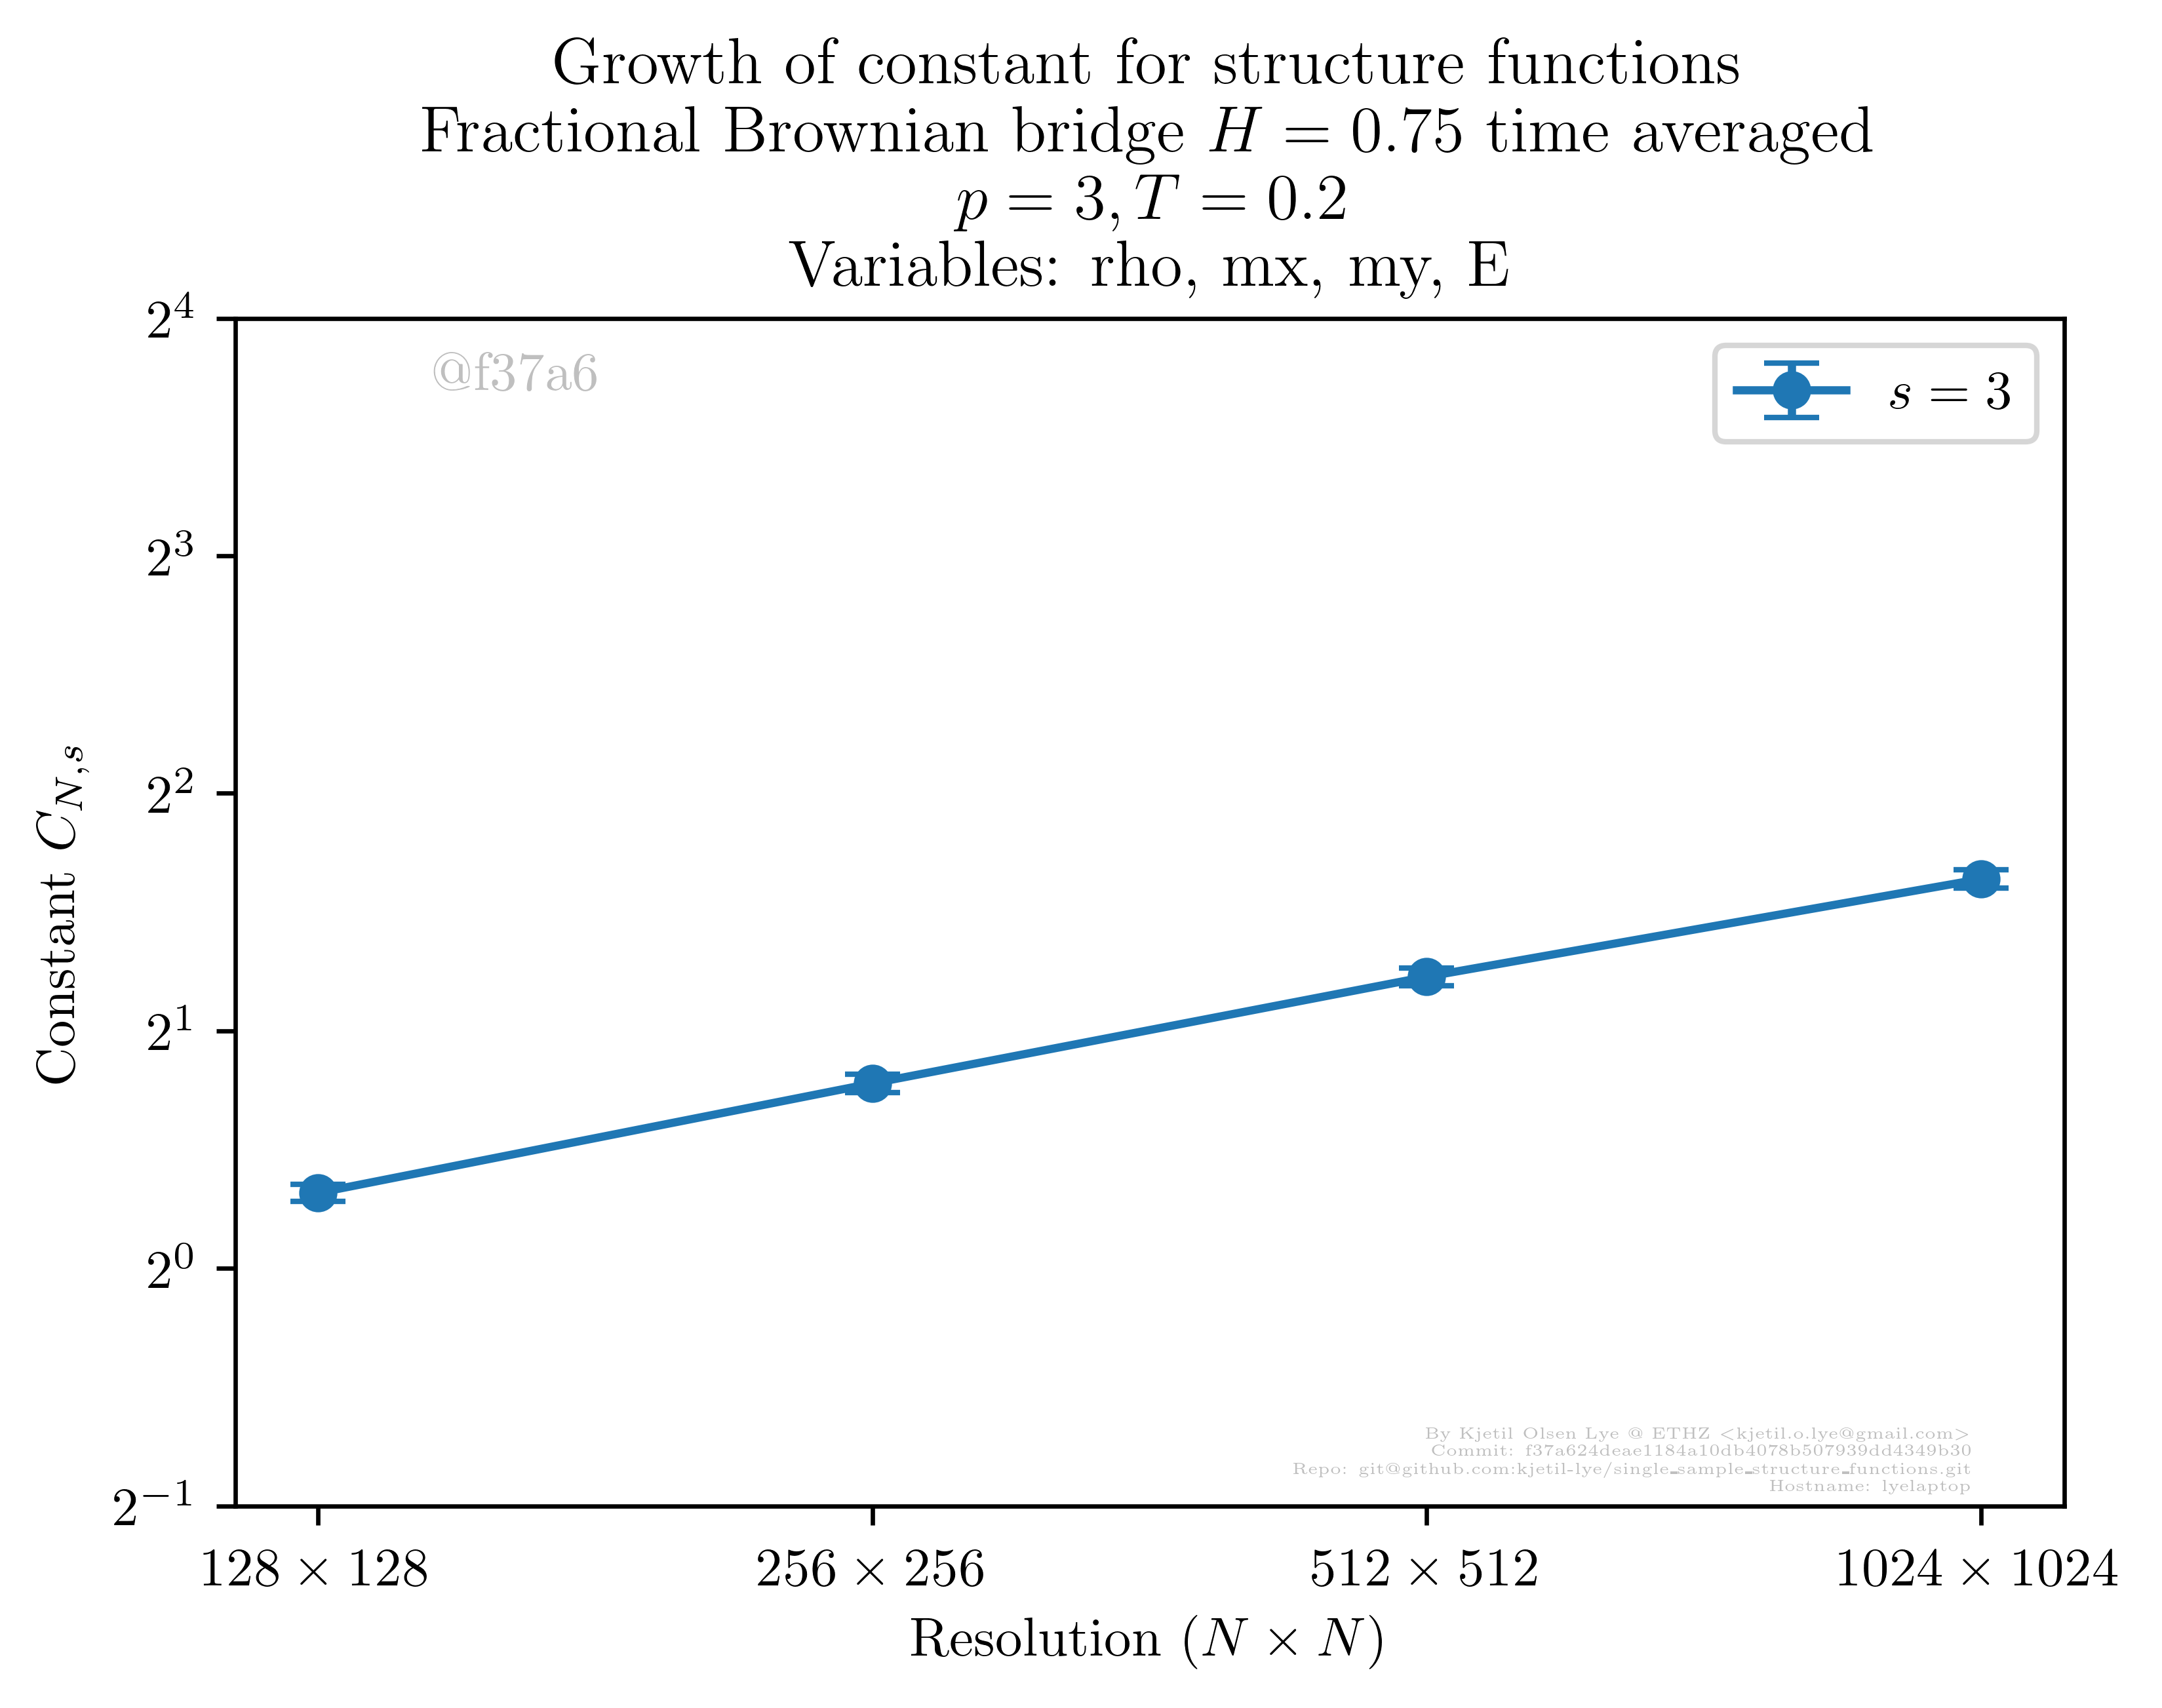 Growth of constant for structure functions
Fractional Brownian bridge H = 0.75 time averaged
p = 3, T = 0.2
Variables: rho, mx, my, E
2^4
@f37a6
s = 3
2^3
2^2
Constant C_{N,s}
2^1
2^0
By Kjetil Olsen Lye @ ETHZ <kjetil.o.lye@gmail.com>
Commit: f37a624deae1184a10db4078b507939dd4349b30
Repo: git@github.com:kjetil-lye/single_sample_structure_functions.git
Hostname: lyelaptop
2^{-1}
128 × 128 256 × 256 512 × 512 1024 × 1024
Resolution (N × N)